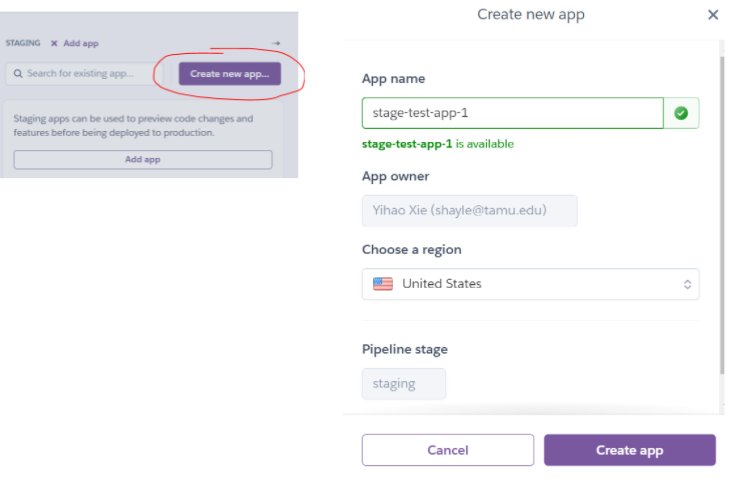 STAGING × Add app →
Search for existing app...
Create new app...
Staging apps can be used to preview code changes and
features before being deployed to production.
Add app
Create new app ×
App name
stage-test-app-1
stage-test-app-1 is available
App owner
Yihao Xie (shayle@tamu.edu)
Choose a region
United States
Pipeline stage
staging
Cancel
Create app